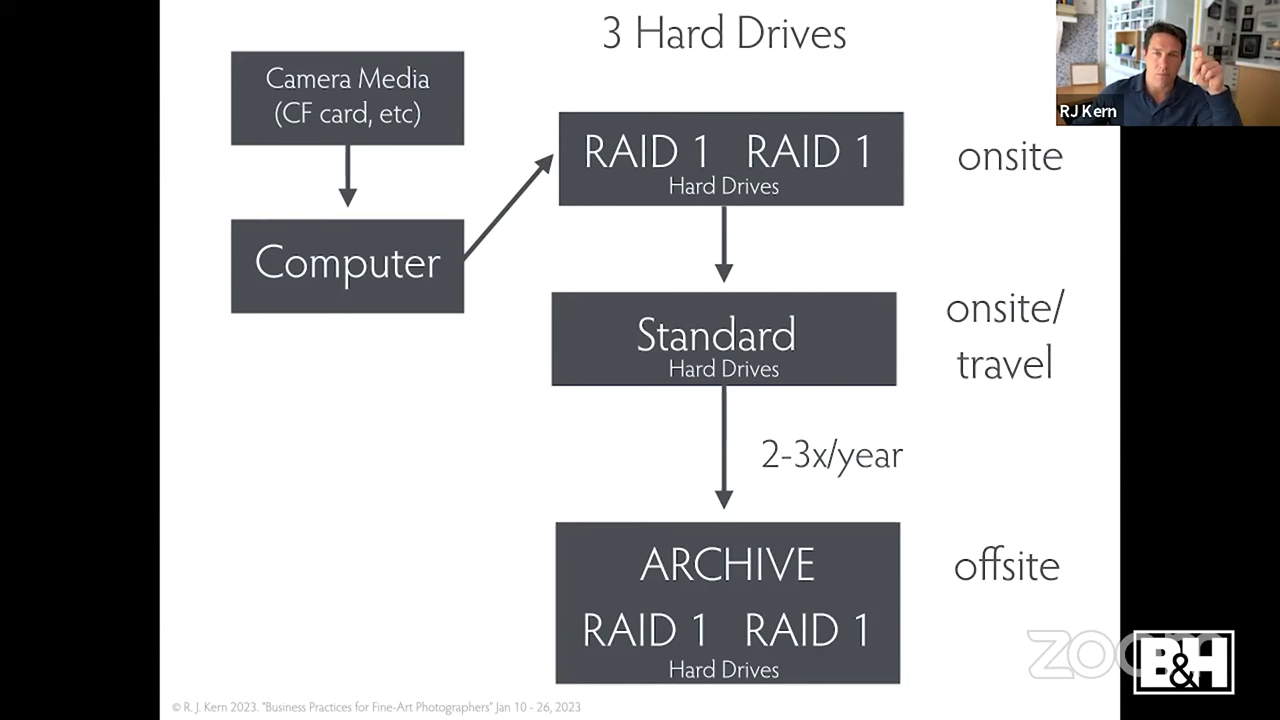 3 Hard Drives
Camera Media
(CF card, etc)
Computer
RAID 1 RAID 1
Hard Drives
onsite
Standard
Hard Drives
onsite/
travel
2-3x/year
ARCHIVE
RAID 1 RAID 1
Hard Drives
offsite
RJ Kern
zoom
B&H
© R. J. Kern 2023. "Business Practices for Fine-Art Photographers" Jan 10 - 26, 2023